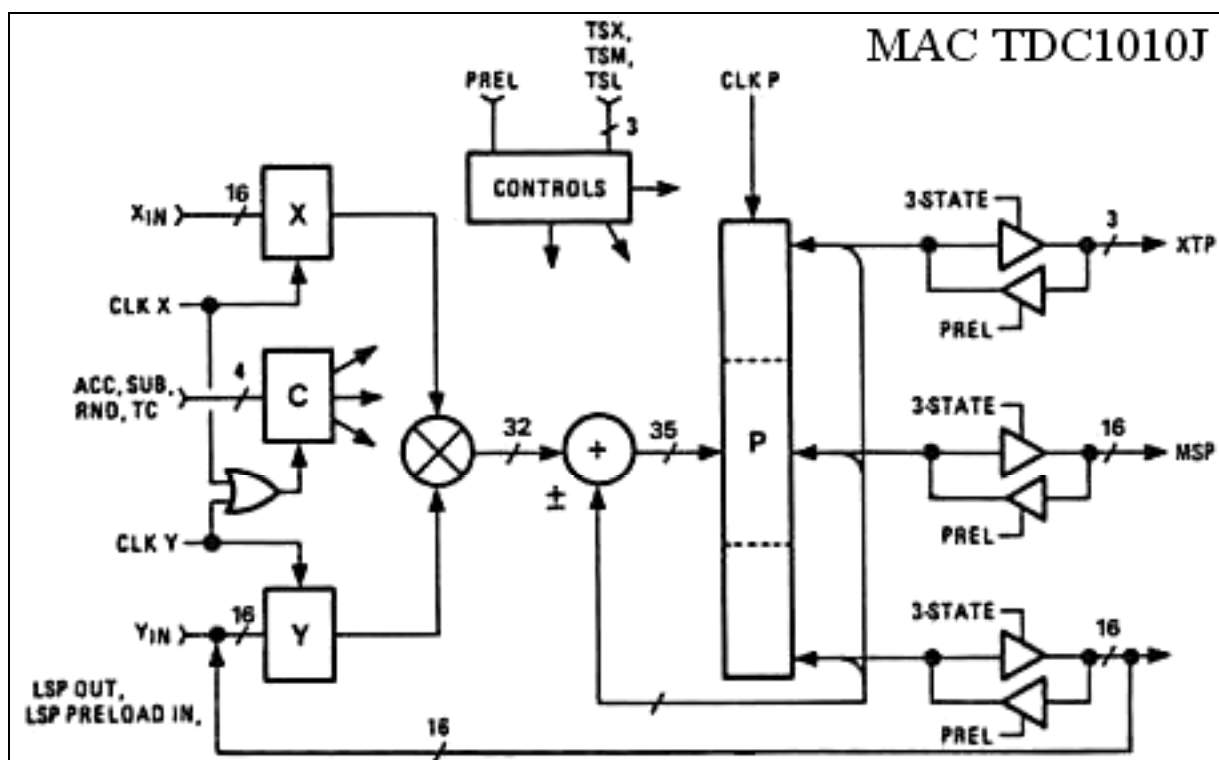 MAC TDC1010J
TSX,
TSM,
TSL
PREL
CLK P
3
CONTROLS
XIN
16
X
3-STATE
3
XTP
PREL
CLK X
ACC, SUB,
RND, TC
4
C
3-STATE
16
MSP
PREL
32
+
35
P
±
CLK Y
YIN
16
Y
3-STATE
16
PREL
LSP OUT,
LSP PRELOAD IN,
16